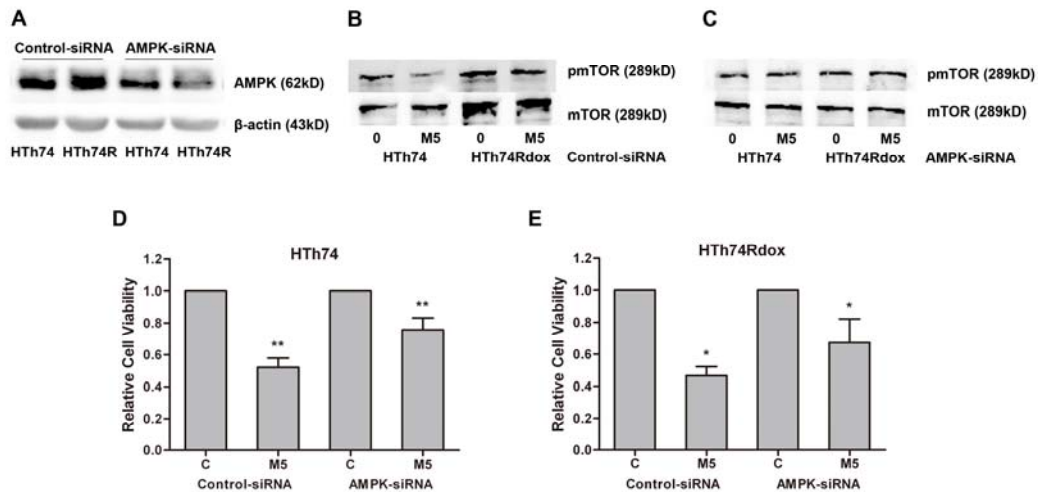 A
Control-siRNA AMPK-siRNA
AMPK (62kD)
β-actin (43kD)
HTh74 HTh74R HTh74 HTh74R
B
pmTOR (289kD)
mTOR (289kD)
0 M5 0 M5
HTh74 HTh74Rdox Control-siRNA
C
pmTOR (289kD)
mTOR (289kD)
0 M5 0 M5
HTh74 HTh74Rdox AMPK-siRNA
D
HTh74
Relative Cell Viability
1.2
1.0
0.8
0.6
0.4
0.2
0.0
** **
C M5 C M5
Control-siRNA AMPK-siRNA
E
HTh74Rdox
Relative Cell Viability
1.2
1.0
0.8
0.6
0.4
0.2
0.0
* *
C M5 C M5
Control-siRNA AMPK-siRNA